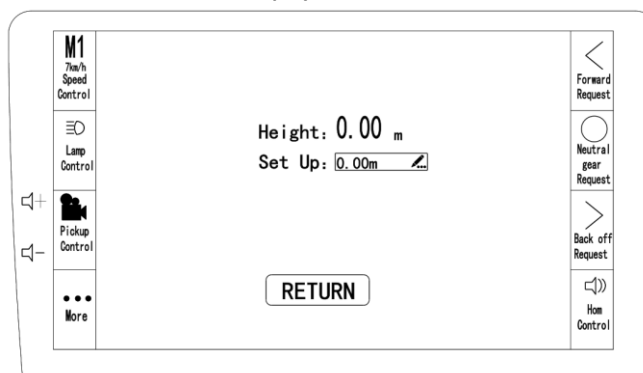 M1
7km/h
Speed
Control
Lamp
Control
Pickup
Control
More
Height: 0.00 m
Set Up: 0.00m
RETURN
Forward
Request
Neutral
gear
Request
Back off
Request
Hom
Control